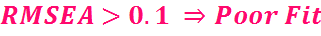 RMSEA > 0.1 ⇒ Poor Fit